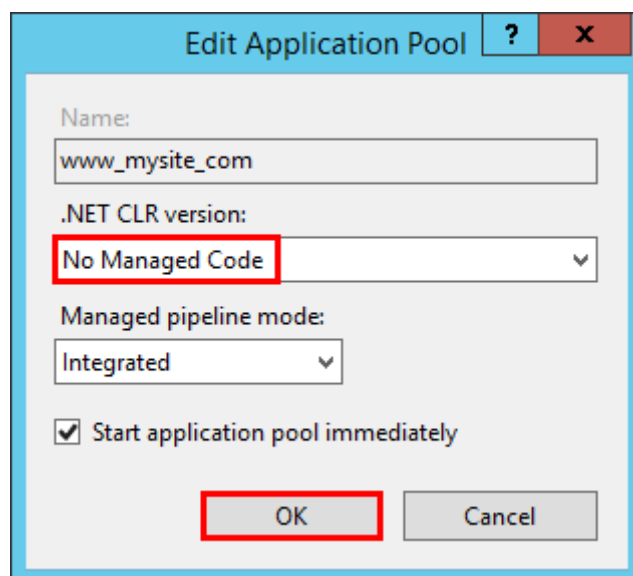 Edit Application Pool
?
x
Name:
www_mysite_com
.NET CLR version:
No Managed Code
Managed pipeline mode:
Integrated
Start application pool immediately
OK
Cancel